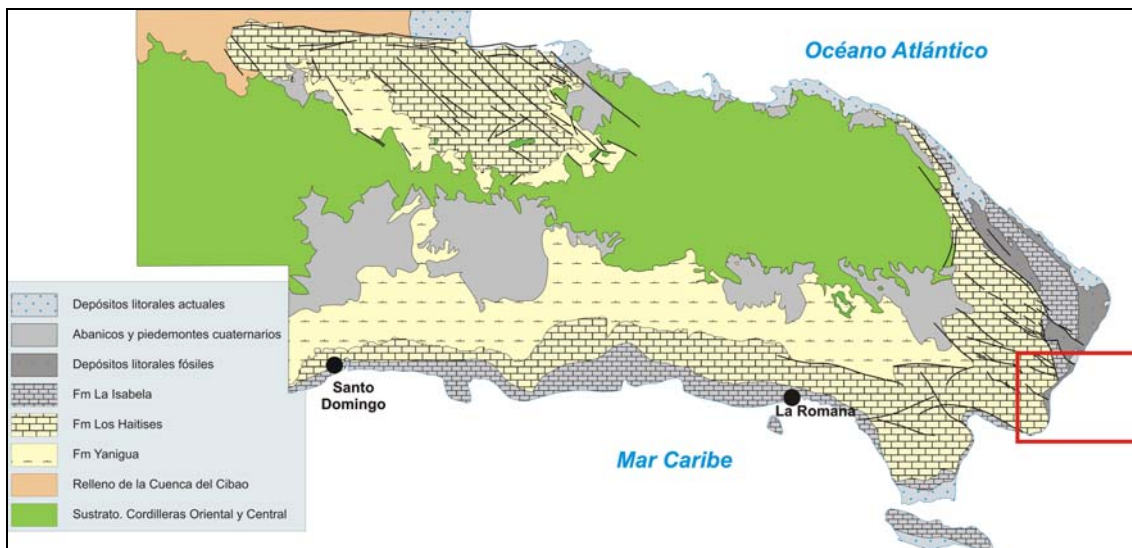 Océano Atlántico
Depósitos litorales actuales
Abanicos y piedemontes cuaternarios
Depósitos litorales fósiles
Fm La Isabela
Fm Los Haitises
Fm Yanigua
Relleno de la Cuenca del Cibao
Sustrato. Cordilleras Oriental y Central
Santo
Domingo
La Romana
Mar Caribe